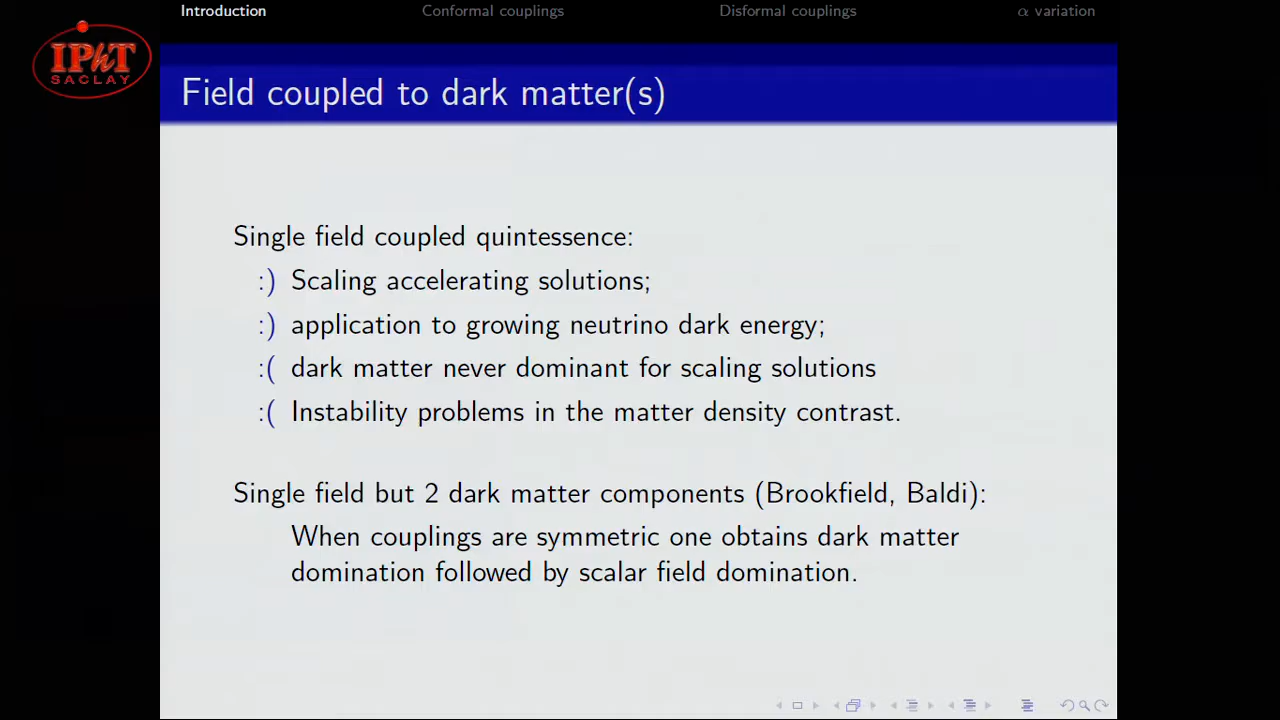 Introduction Conformal couplings Disformal couplings α variation
IPhT
SACLAY
Field coupled to dark matter(s)
Single field coupled quintessence:
:) Scaling accelerating solutions;
:) application to growing neutrino dark energy;
:( dark matter never dominant for scaling solutions
:( Instability problems in the matter density contrast.
Single field but 2 dark matter components (Brookfield, Baldi):
When couplings are symmetric one obtains dark matter
domination followed by scalar field domination.